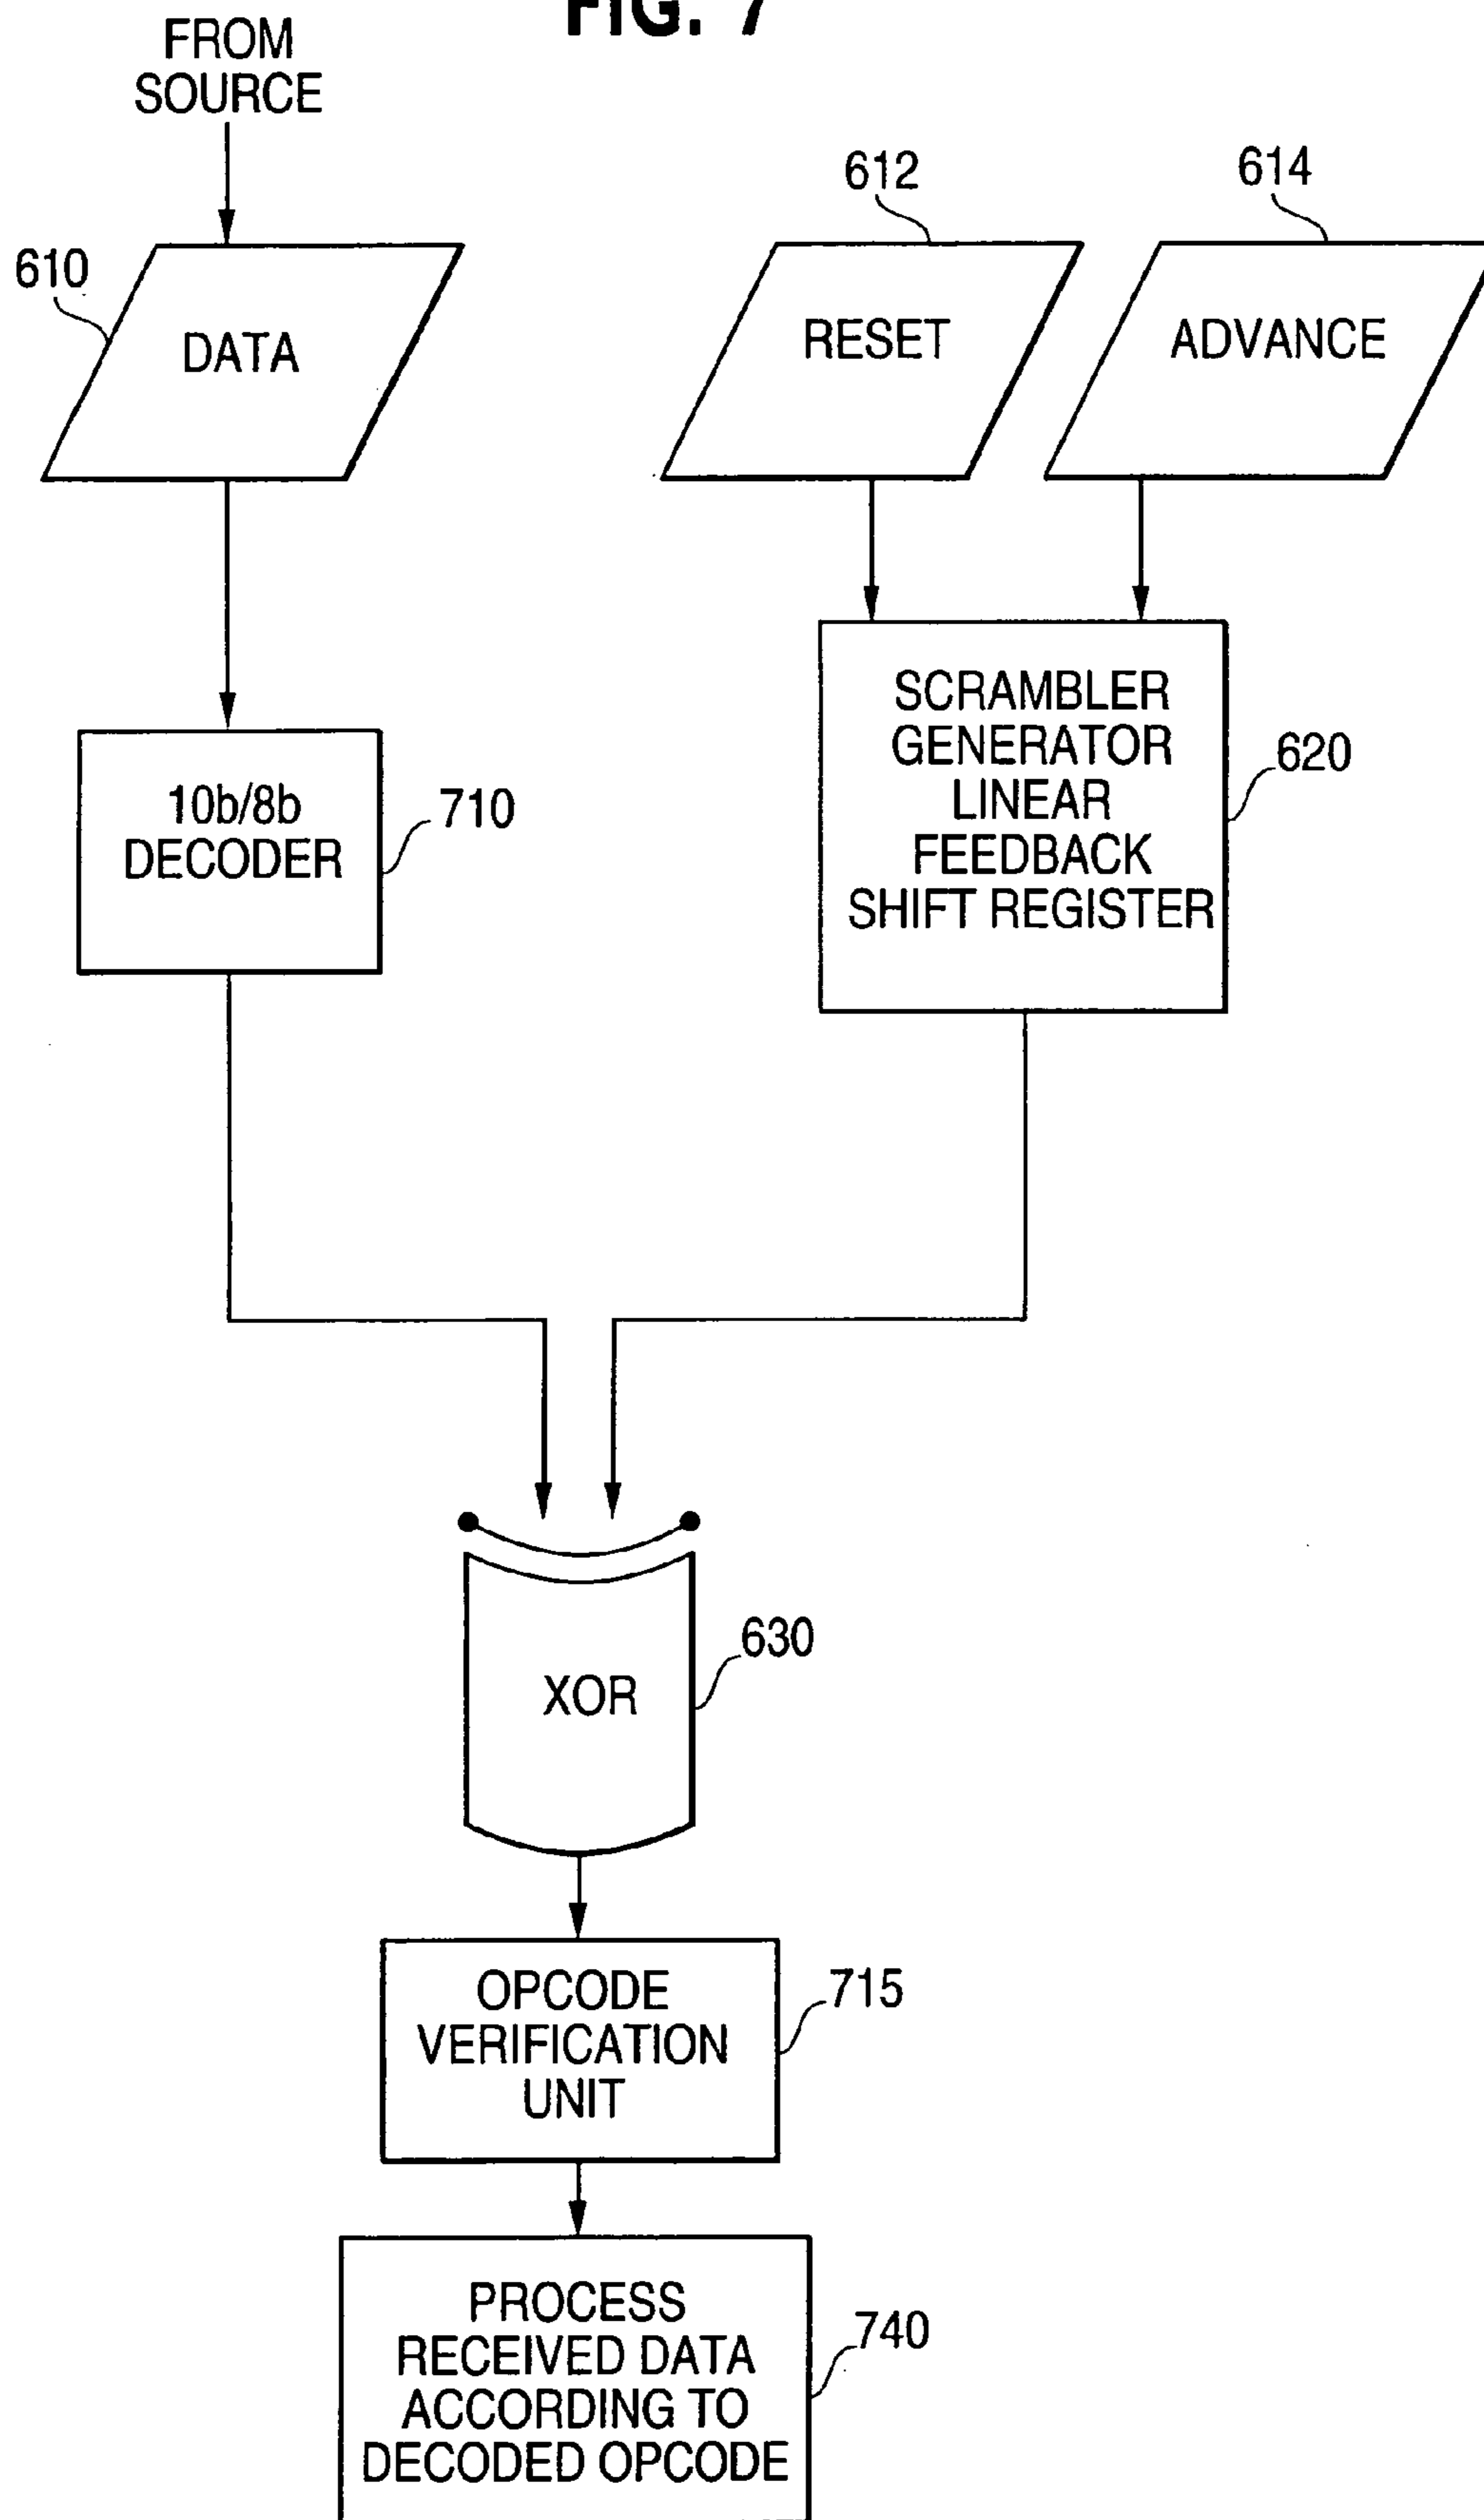 FIG. 7
FROM
SOURCE
612
614
610
DATA
RESET
ADVANCE
SCRAMBLER
GENERATOR
LINEAR
FEEDBACK
SHIFT REGISTER
620
10b/8b
DECODER
710
XOR
630
OPCODE
VERIFICATION
UNIT
715
PROCESS
RECEIVED DATA
ACCORDING TO
DECODED OPCODE
740